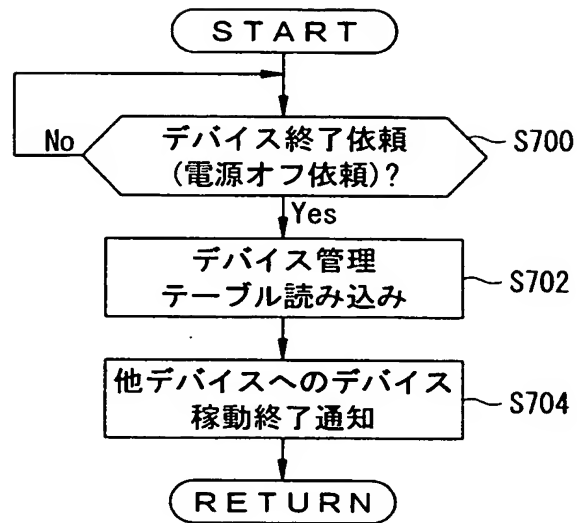 START
No
デバイス終了依頼
(電源オフ依頼)?
S700
Yes
デバイス管理
テーブル読み込み
S702
他デバイスへのデバイス
稼動終了通知
S704
RETURN